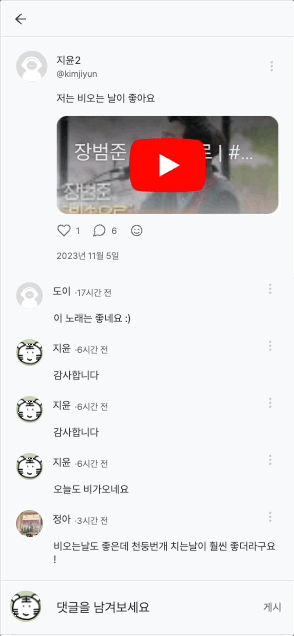 지윤2
@kimjiyun
저는 비오는 날이 좋아요
장범준
로 | #...
장범준
1
6
2023년 11월 5일
도이 ·17시간 전
이 노래는 좋네요 :)
지윤 ·6시간 전
감사합니다
지윤 ·6시간 전
감사합니다
지윤 ·6시간 전
오늘도 비가오네요
정아 ·3시간 전
비오는날도 좋은데 천둥번개 치는날이 훨씬 좋더라구요
!
댓글을 남겨보세요
게시